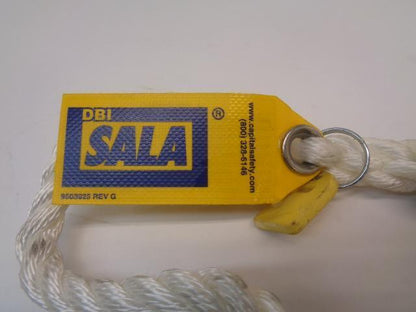 DBI
SALA
®
9503925 REV G
www.capitalsafety.com
(800) 328-6146